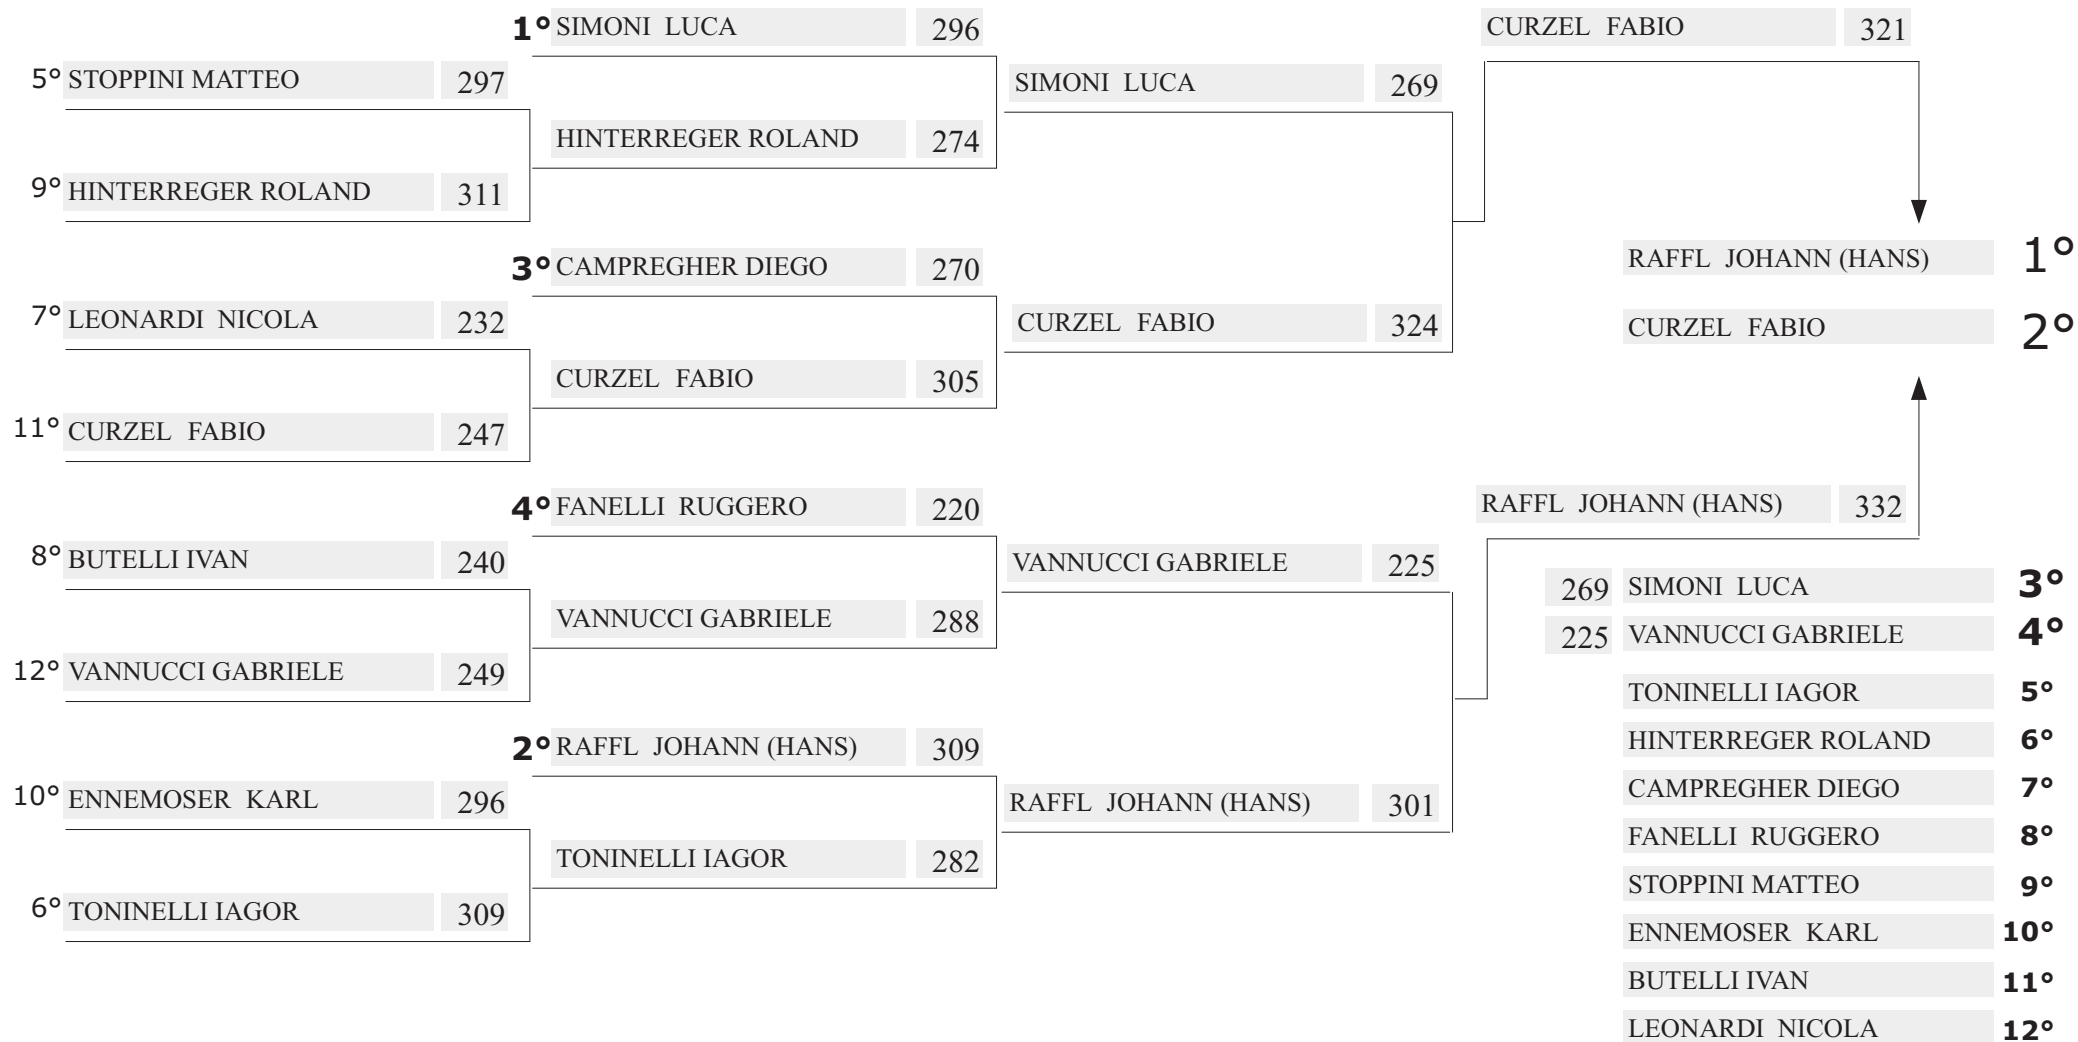 1° SIMONI LUCA 296
CURZEL FABIO 321
5° STOPPINI MATTEO 297
SIMONI LUCA 269
HINTERREGER ROLAND 274
9° HINTERREGER ROLAND 311
RAFFL JOHANN (HANS) 1°
3° CAMPREGHER DIEGO 270
7° LEONARDI NICOLA 232
CURZEL FABIO 324
CURZEL FABIO 2°
CURZEL FABIO 305
11° CURZEL FABIO 247
4° FANELLI RUGGERO 220
RAFFL JOHANN (HANS) 332
8° BUTELLI IVAN 240
VANNUCCI GABRIELE 225
269 SIMONI LUCA 3°
VANNUCCI GABRIELE 288
225 VANNUCCI GABRIELE 4°
12° VANNUCCI GABRIELE 249
TONINELLI IAGOR 5°
2° RAFFL JOHANN (HANS) 309
HINTERREGER ROLAND 6°
10° ENNEMOSER KARL 296
RAFFL JOHANN (HANS) 301
CAMPREGHER DIEGO 7°
TONINELLI IAGOR 282
FANELLI RUGGERO 8°
6° TONINELLI IAGOR 309
STOPPINI MATTEO 9°
ENNEMOSER KARL 10°
BUTELLI IVAN 11°
LEONARDI NICOLA 12°